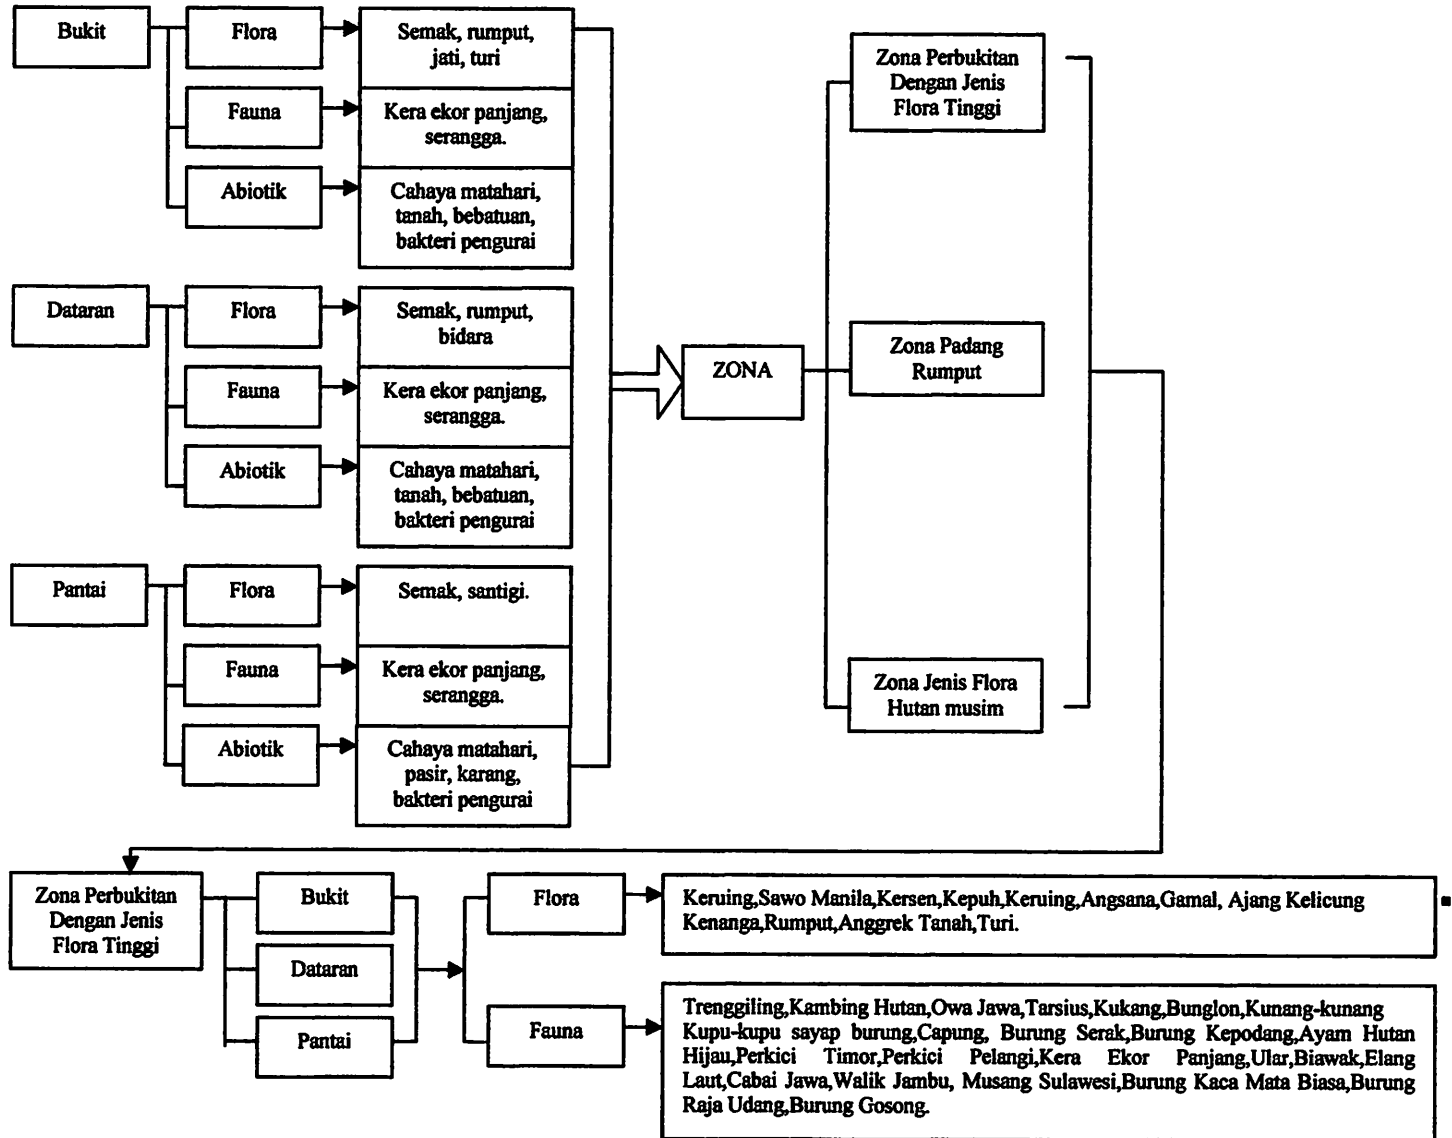 Bukit
Flora
Semak, rumput,
jati, turi
Fauna
Kera ekor panjang,
serangga.
Abiotik
Cahaya matahari,
tanah, bebatuan,
bakteri pengurai
Dataran
Flora
Semak, rumput,
bidara
Fauna
Kera ekor panjang,
serangga.
Abiotik
Cahaya matahari,
tanah, bebatuan,
bakteri pengurai
Pantai
Flora
Semak, santigi.
Fauna
Kera ekor panjang,
serangga.
Abiotik
Cahaya matahari,
pasir, karang,
bakteri pengurai
ZONA
Zona Perbukitan
Dengan Jenis
Flora Tinggi
Zona Padang
Rumput
Zona Jenis Flora
Hutan musim
Zona Perbukitan
Dengan Jenis
Flora Tinggi
Bukit
Dataran
Pantai
Flora
Keruing,Sawo Manila,Kersen,Kepuh,Keruing,Angsana,Gamal, Ajang Kelicung
Kenanga,Rumput,Anggrek Tanah,Turi.
Fauna
Trenggiling,Kambing Hutan,Owa Jawa,Tarsius,Kukang,Bunglon,Kunang-kunang
Kupu-kupu sayap burung,Capung, Burung Serak,Burung Kepodang,Ayam Hutan
Hijau,Perkici Timor,Perkici Pelangi,Kera Ekor Panjang,Ular,Biawak,Elang
Laut,Cabai Jawa,Walik Jambu, Musang Sulawesi,Burung Kaca Mata Biasa,Burung
Raja Udang,Burung Gosong.